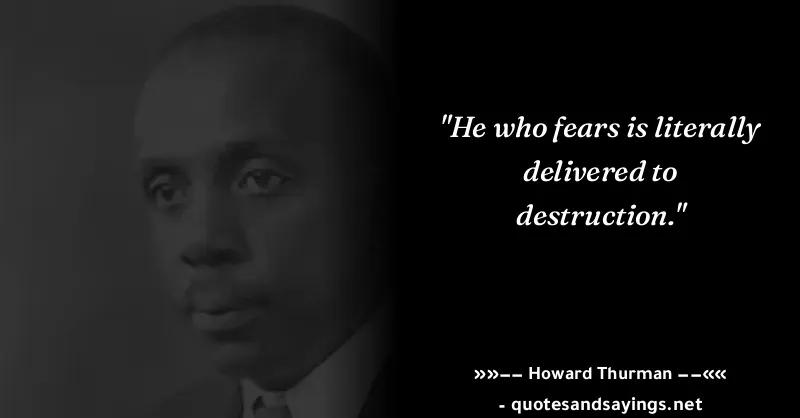 "He who fears is literally
delivered to
destruction."
»»–– Howard Thurman ––««
- quotesandsayings.net